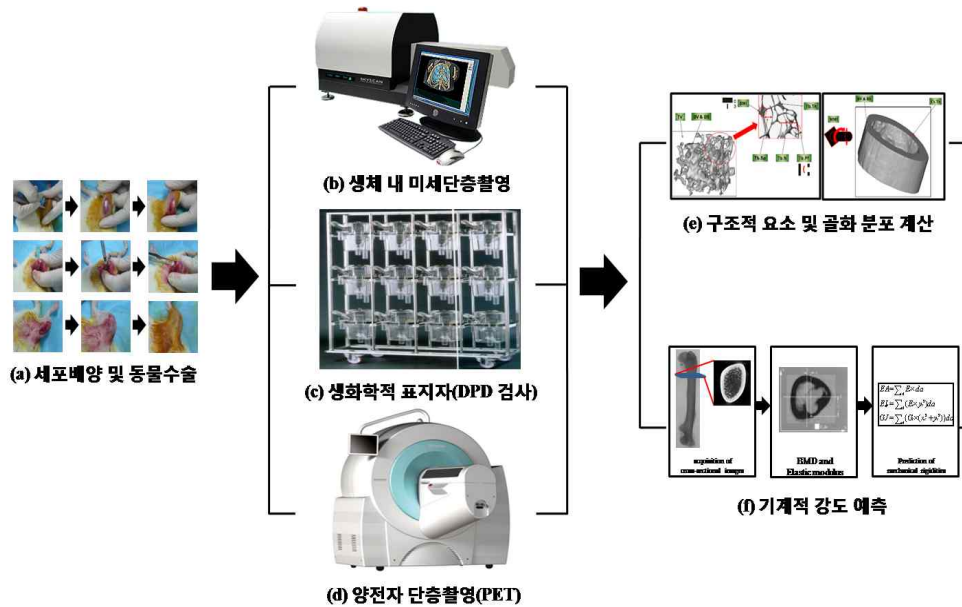 (a) 세포배양 및 동물수술
(b) 생체 내 미세단층촬영
(c) 생화학적 표지자(DPD 검사)
(d) 양전자 단층촬영(PET)
(e) 구조적 요소 및 골화 분포 계산
acquisition of
cross-sectional images
BMD and
Elastic modulus
Prediction of
mechanical rigidities
(f) 기계적 강도 예측